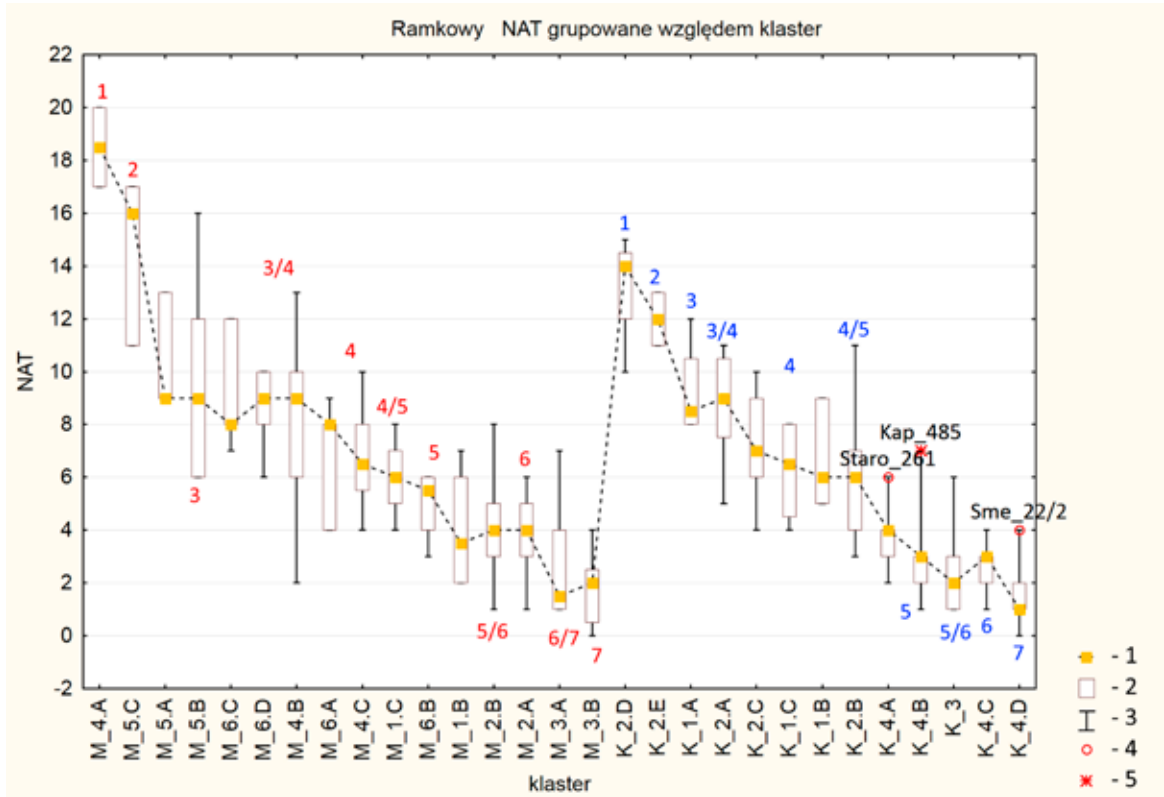 Ramkowy NAT grupowane względem klaster
22
20
18
16
14
12
10
8
6
4
2
0
-2
NAT
1
2
3
3/4
4
4/5
5
5/6
6
6/7
7
1
2
3
3/4
4
4/5
5
5/6
6
7
Staro_261
Kap_485
Sme_22/2
M_4.A
M_5.C
M_5.A
M_5.B
M_6.C
M_6.D
M_4.B
M_6.A
M_4.C
M_1.C
M_6.B
M_1.B
M_2.B
M_2.A
M_3.A
M_3.B
K_2.D
K_2.E
K_1.A
K_2.A
K_2.C
K_1.C
K_1.B
K_2.B
K_4.A
K_4.B
K_3
K_4.C
K_4.D
klaster
- 1
- 2
- 3
- 4
- 5